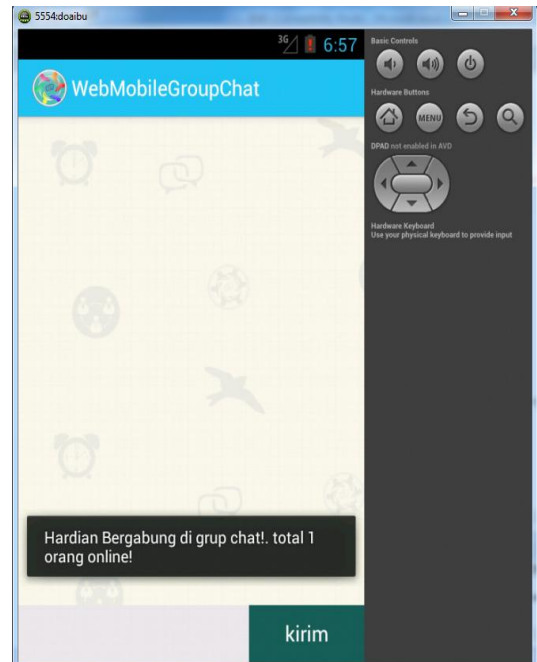 5554:doaibu
3G 6:57
WebMobileGroupChat
Hardian Bergabung di grup chat!. total 1
orang online!
kirim
Basic Controls
Hardware Buttons
MENU
DPAD not enabled in AVD
Hardware Keyboard
Use your physical keyboard to provide input